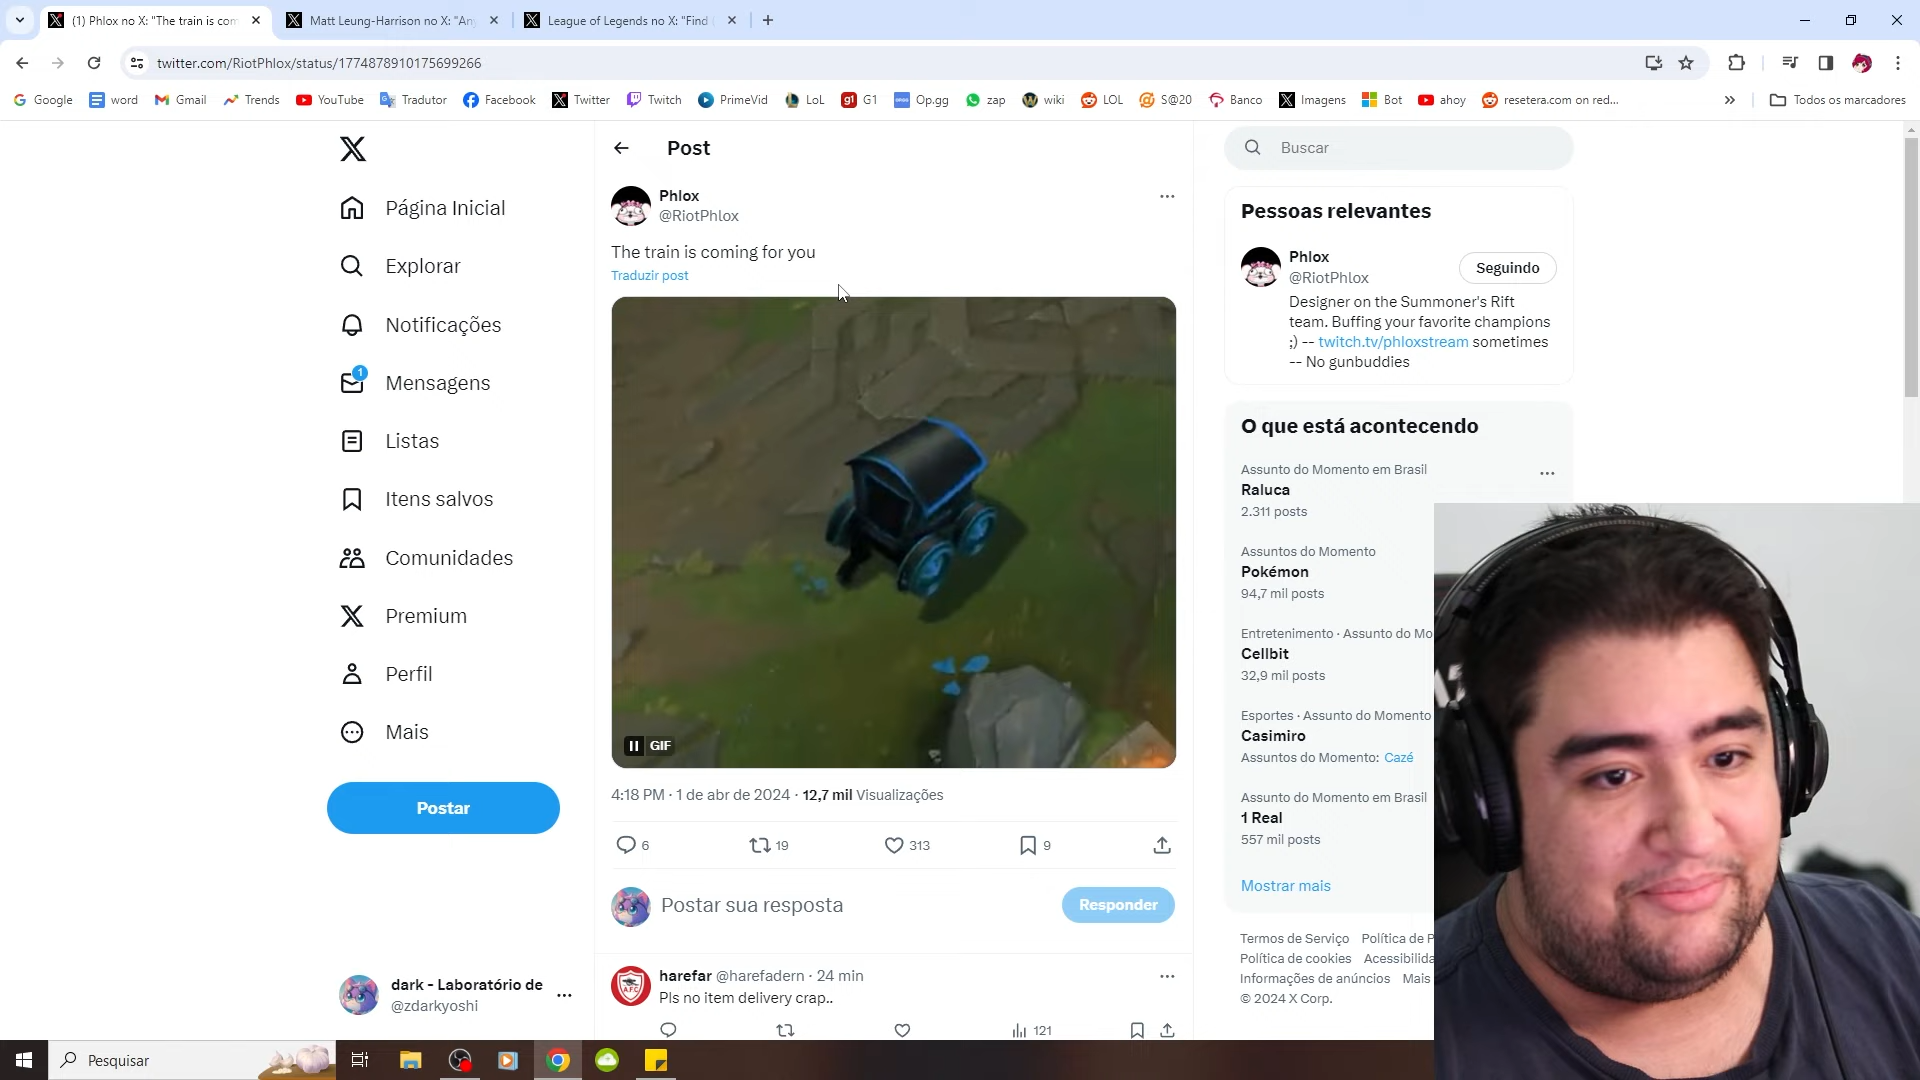 (1) Phlox no X: "The train is com
Matt Leung-Harrison no X: "An
League of Legends no X: "Find
twitter.com/RiotPhlox/status/1774878910175699266
Google
word
Gmail
Trends
YouTube
Tradutor
Facebook
Twitter
Twitch
PrimeVid
LoL
G1
Op.gg
zap
wiki
LOL
S@20
Banco
Imagens
Bot
ahoy
resetera.com on red...
Todos os marcadores
Página Inicial
Explorar
Notificações
1
Mensagens
Listas
Itens salvos
Comunidades
Premium
Perfil
Mais
Postar
dark - Laboratório de
@zdarkyoshi
Post
Phlox
@RiotPhlox
The train is coming for you
Traduzir post
GIF
4:18 PM · 1 de abr de 2024 · 12,7 mil Visualizações
6
19
313
9
Postar sua resposta
Responder
harefar @harefadern · 24 min
Pls no item delivery crap..
121
Buscar
Pessoas relevantes
Phlox
@RiotPhlox
Seguindo
Designer on the Summoner's Rift
team. Buffing your favorite champions
;) -- twitch.tv/phloxstream sometimes
-- No gunbuddies
O que está acontecendo
Assunto do Momento em Brasil
Raluca
2.311 posts
Assuntos do Momento
Pokémon
94,7 mil posts
Entretenimento · Assunto do Mo
Cellbit
32,9 mil posts
Esportes · Assunto do Momento
Casimiro
Assuntos do Momento: Cazé
Assunto do Momento em Brasil
1 Real
557 mil posts
Mostrar mais
Termos de Serviço Política de P
Política de cookies Acessibilida
Informações de anúncios Mais
© 2024 X Corp.
Pesquisar